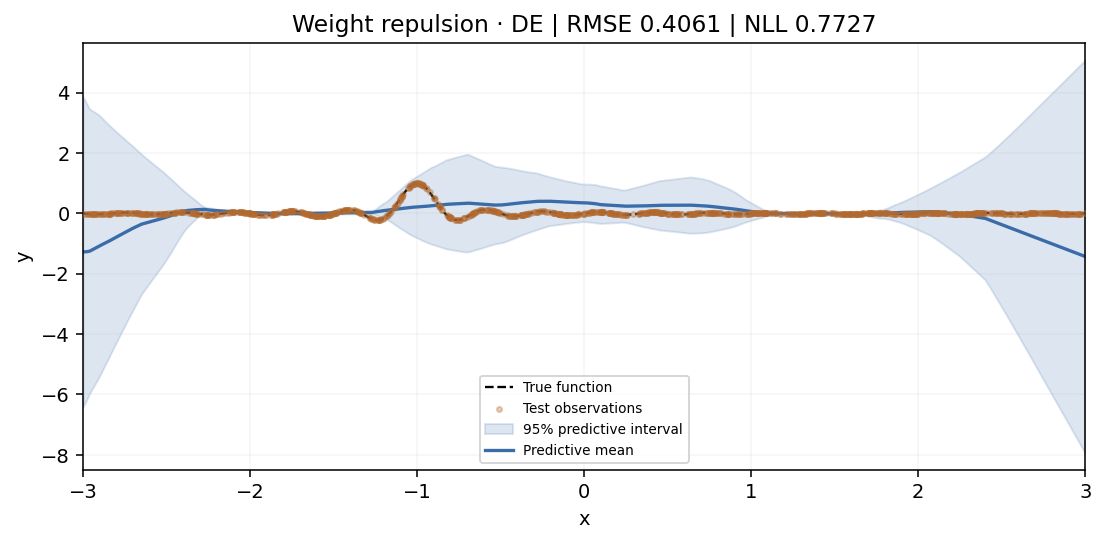 Weight repulsion · DE | RMSE 0.4061 | NLL 0.7727
4
2
0
−2
−4
−6
−8
y
True function
Test observations
95% predictive interval
Predictive mean
−3
−2
−1
0
1
2
3
x